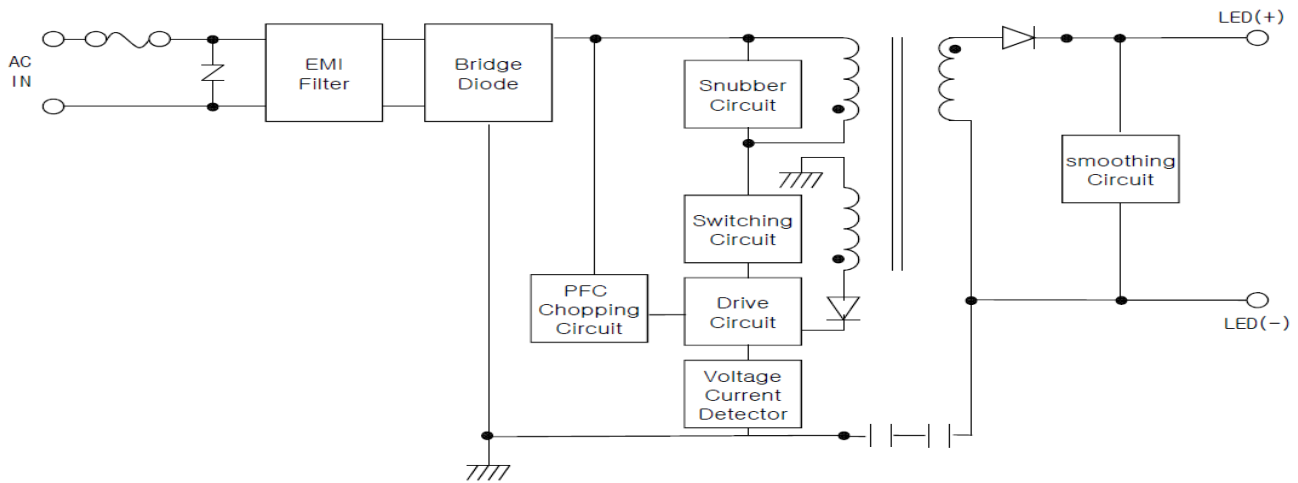 AC
IN
EMI
Filter
Bridge
Diode
Snubber
Circuit
Switching
Circuit
PFC
Chopping
Circuit
Drive
Circuit
Voltage
Current
Detector
LED(+)
smoothing
Circuit
LED(-)